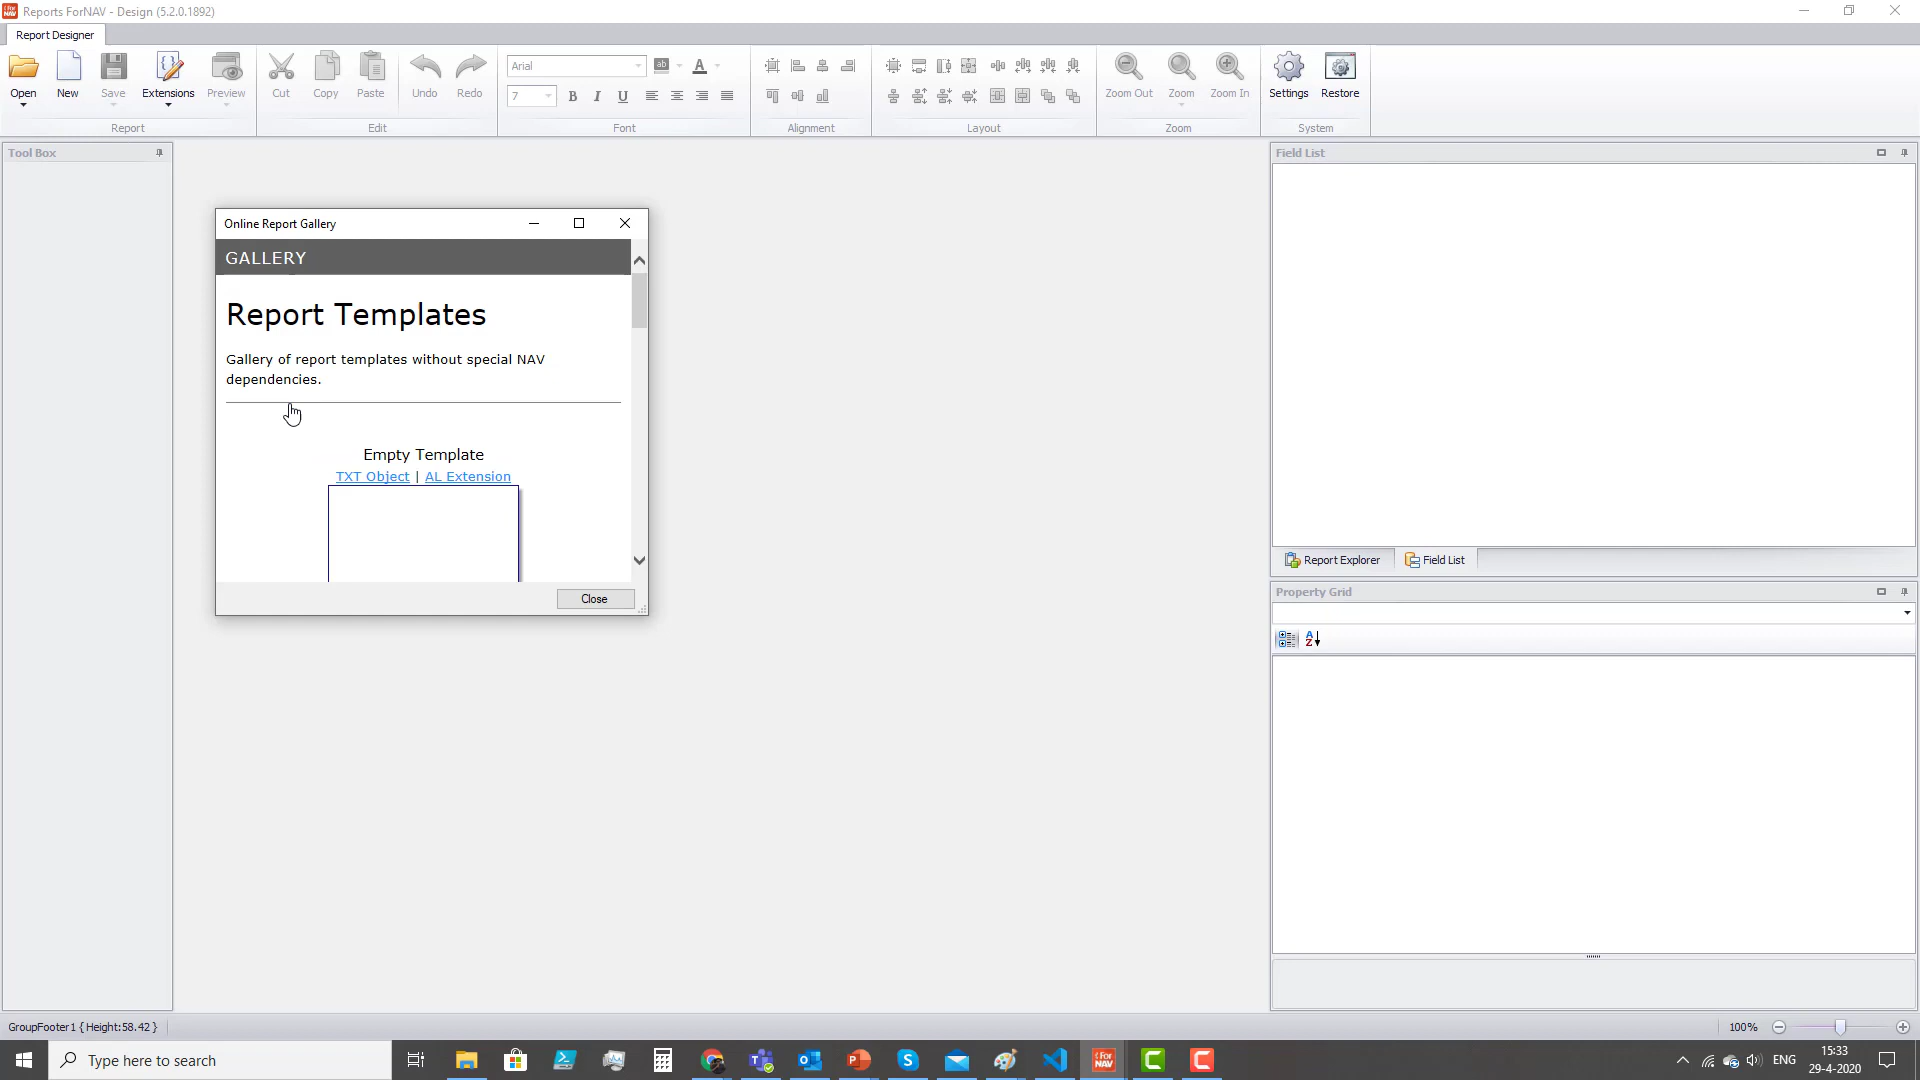 Reports ForNAV - Design (5.2.0.1892)
Report Designer
Open
New
Save
Extensions
Preview
Cut
Copy
Paste
Undo
Redo
Arial
7
B
I
U
Zoom Out
Zoom
Zoom In
Settings
Restore
Report
Edit
Font
Alignment
Layout
Zoom
System
Tool Box
Field List
Online Report Gallery
GALLERY
Report Templates
Gallery of report templates without special NAV
dependencies.
Empty Template
TXT Object | AL Extension
Close
Report Explorer
Field List
Property Grid
GroupFooter1 { Height:58.42 }
100%
Type here to search
ENG
15:33
29-4-2020